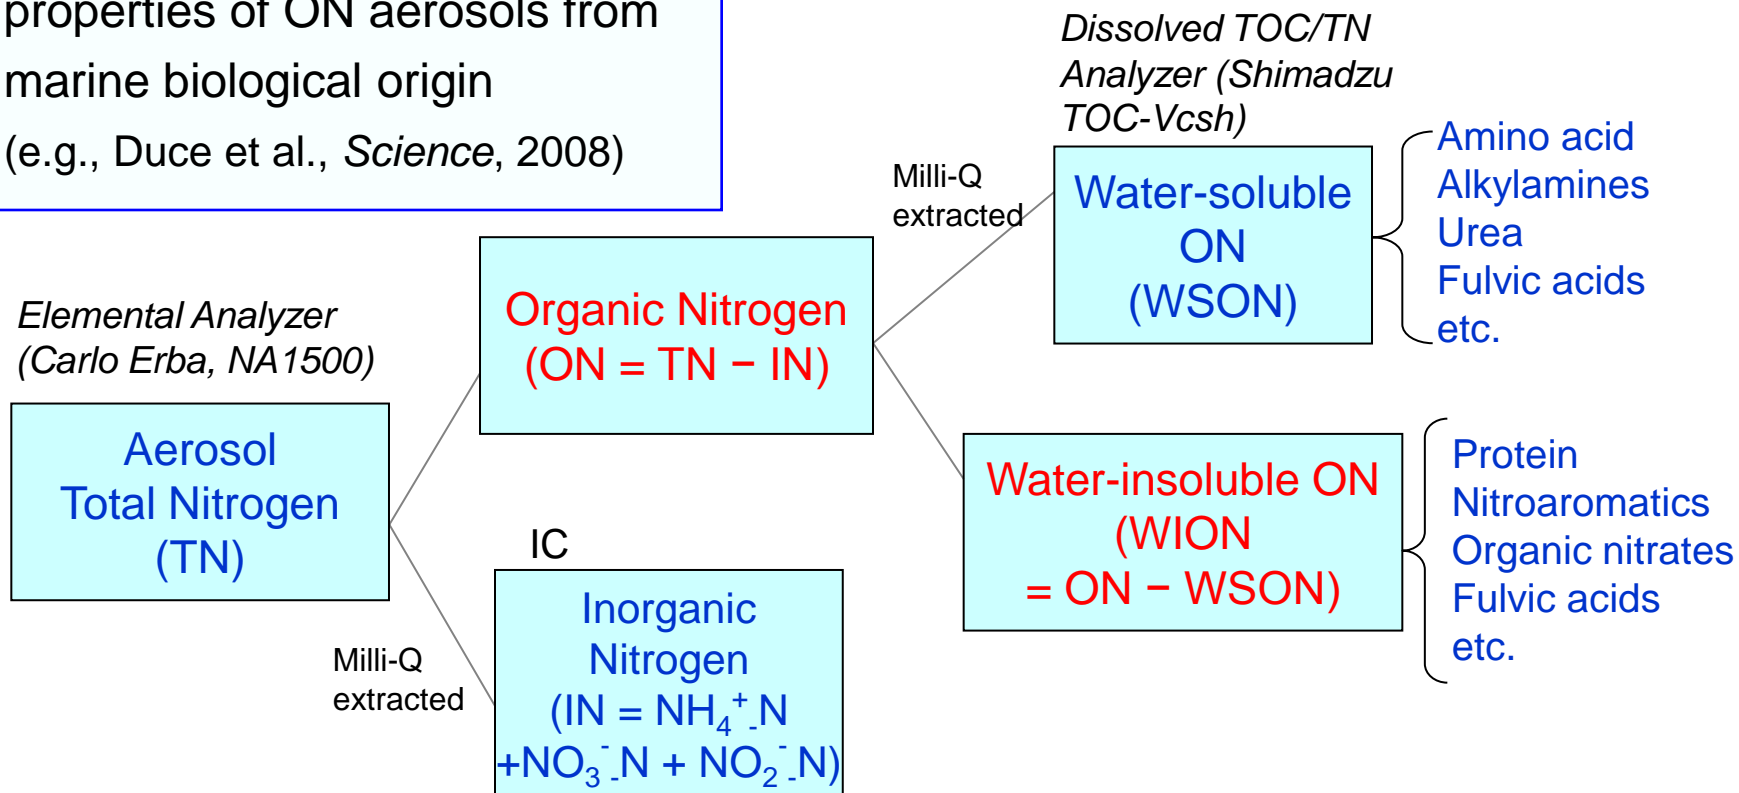 properties of ON aerosols from
marine biological origin
(e.g., Duce et al., Science, 2008)
Elemental Analyzer
(Carlo Erba, NA1500)
Aerosol
Total Nitrogen
(TN)
Organic Nitrogen
(ON = TN − IN)
Milli-Q
extracted
IC
Inorganic
Nitrogen
(IN = NH₄⁺-N
+NO₃⁻-N + NO₂⁻-N)
Milli-Q
extracted
Dissolved TOC/TN
Analyzer (Shimadzu
TOC-Vcsh)
Water-soluble
ON
(WSON)
Amino acid
Alkylamines
Urea
Fulvic acids
etc.
Water-insoluble ON
(WION
= ON − WSON)
Protein
Nitroaromatics
Organic nitrates
Fulvic acids
etc.